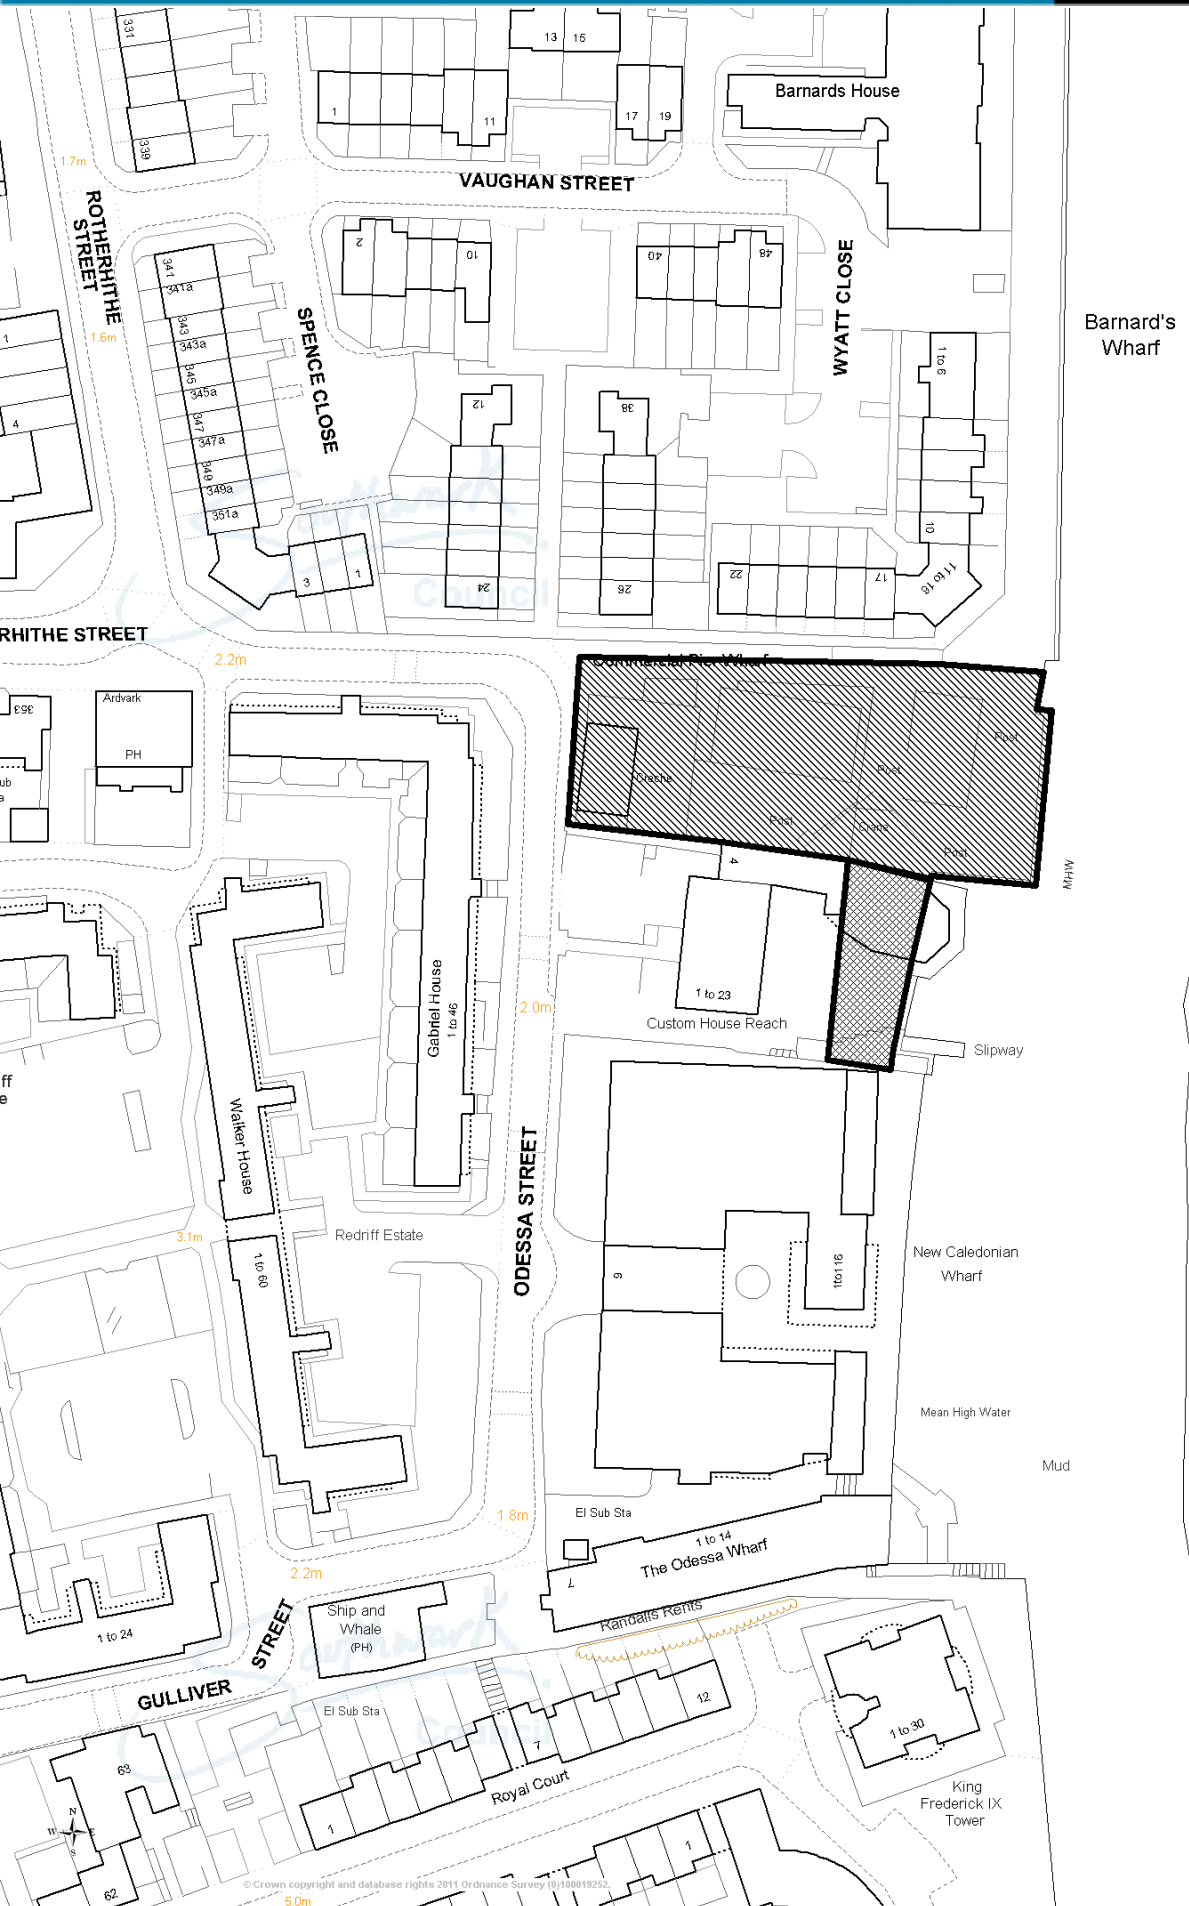 331
339
1
11
13 15
17 19
Barnards House
1.7m
VAUGHAN STREET
ROTHERHITHE
STREET
2
10
40
48
WYATT CLOSE
341
341a
343
343a
345
345a
347
347a
349
349a
351a
1
4
1.6m
SPENCE CLOSE
12
38
1 to 6
Barnard's
Wharf
Southwark
Council
3 1
24
26
22
17
10
11 to 16
RHITHE STREET
2.2m
Commercial Pier Wharf
353
Ardvark
PH
Creche
Post
Post
Post
Crane
Post
MHW
4
1 to 23
Custom House Reach
Slipway
2.0m
Gabriel House
1 to 46
Walker House
1 to 60
ODESSA STREET
Redriff Estate
3.1m
9
1to116
New Caledonian
Wharf
Mean High Water
Mud
1.8m
El Sub Sta
1 to 14
The Odessa Wharf
7
Randalls Rents
2.2m
Ship and
Whale
(PH)
1 to 24
GULLIVER
STREET
Southwark
Council
El Sub Sta
12
7
1
Royal Court
1 to 30
King
Frederick IX
Tower
63
62
N
W E
S
1
© Crown copyright and database rights 2011 Ordnance Survey (0)100019252.
5.0m